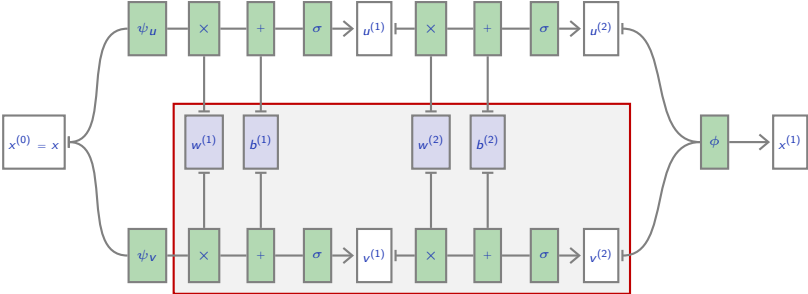 ψu × + σ u(1) × + σ u(2)
x(0) = x w(1) b(1) w(2) b(2) ϕ x(1)
ψv × + σ v(1) × + σ v(2)